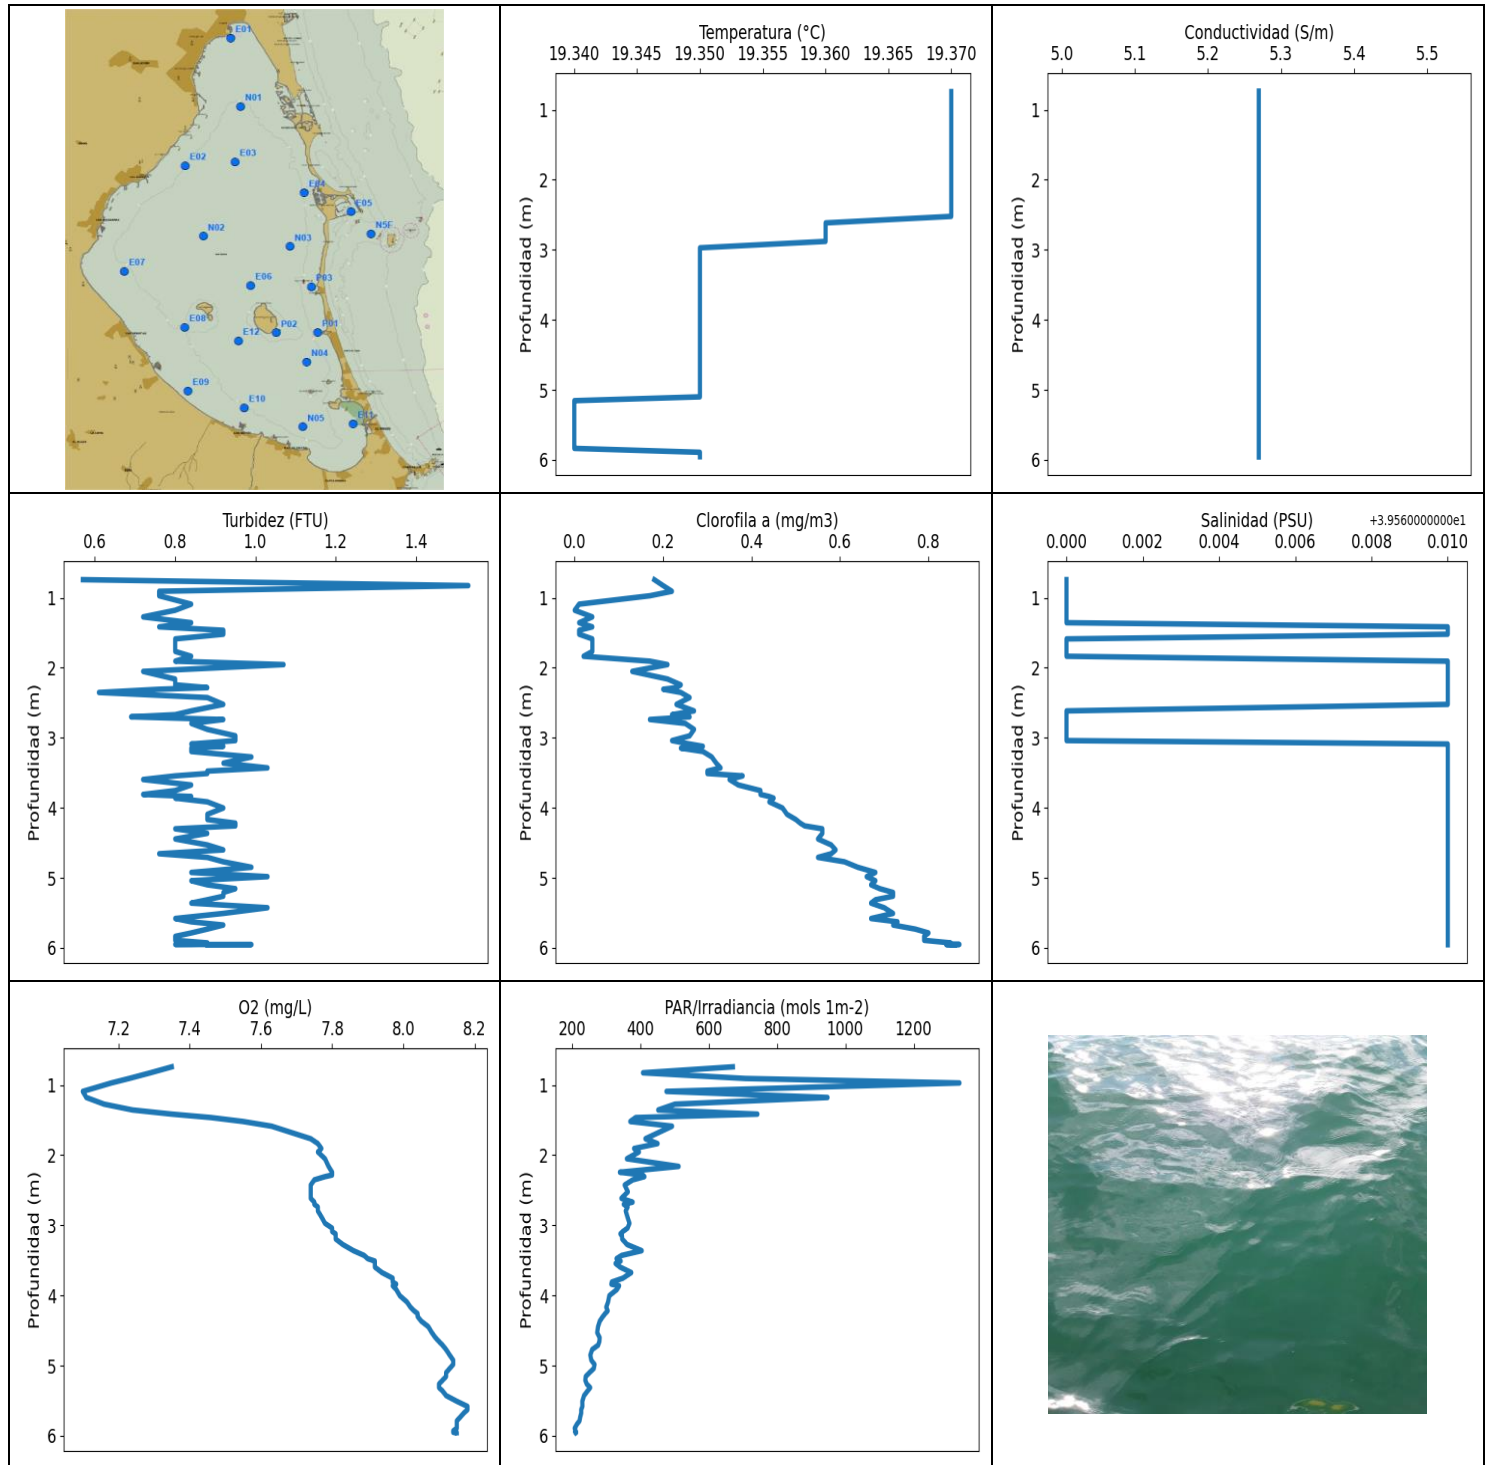 E01
N01
E02
E03
E04
E05
N5F
N02
N03
E07
E06
P03
E08
P02
P01
E12
N04
E09
E10
N05
E11
Temperatura (°C)
19.340 19.345 19.350 19.355 19.360 19.365 19.370
Profundidad (m)
1
2
3
4
5
6
Conductividad (S/m)
5.0 5.1 5.2 5.3 5.4 5.5
Profundidad (m)
1
2
3
4
5
6
Turbidez (FTU)
0.6 0.8 1.0 1.2 1.4
Profundidad (m)
1
2
3
4
5
6
Clorofila a (mg/m3)
0.0 0.2 0.4 0.6 0.8
Profundidad (m)
1
2
3
4
5
6
Salinidad (PSU) +3.9560000000e1
0.000 0.002 0.004 0.006 0.008 0.010
Profundidad (m)
1
2
3
4
5
6
O2 (mg/L)
7.2 7.4 7.6 7.8 8.0 8.2
Profundidad (m)
1
2
3
4
5
6
PAR/Irradiancia (mols 1m-2)
200 400 600 800 1000 1200
Profundidad (m)
1
2
3
4
5
6